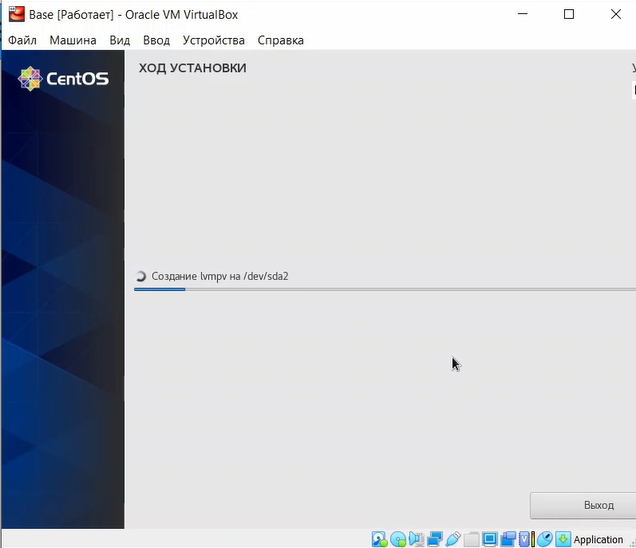 Base [Работает] - Oracle VM VirtualBox
Файл Машина Вид Ввод Устройства Справка
CentOS
ХОД УСТАНОВКИ
Создание lvmpv на /dev/sda2
Выход
Application